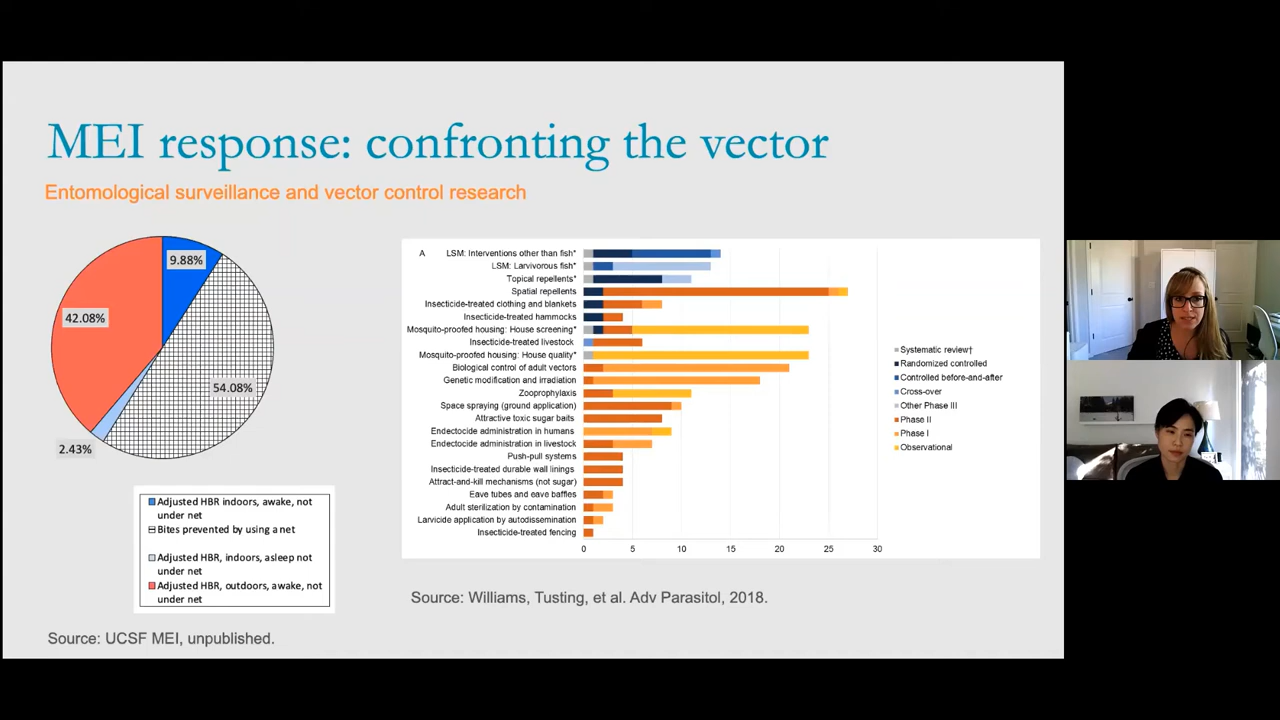 MEI response: confronting the vector
Entomological surveillance and vector control research
9.88%
42.08%
54.08%
2.43%
Adjusted HBR indoors, awake, not
under net
Bites prevented by using a net
Adjusted HBR, indoors, asleep not
under net
Adjusted HBR, outdoors, awake, not
under net
Source: UCSF MEI, unpublished.
A
LSM: Interventions other than fish*
LSM: Larvivorous fish*
Topical repellents*
Spatial repellents
Insecticide-treated clothing and blankets
Insecticide-treated hammocks
Mosquito-proofed housing: House screening*
Insecticide-treated livestock
Mosquito-proofed housing: House quality*
Biological control of adult vectors
Genetic modification and irradiation
Zooprophylaxis
Space spraying (ground application)
Attractive toxic sugar baits
Endectocide administration in humans
Endectocide administration in livestock
Push-pull systems
Insecticide-treated durable wall linings
Attract-and-kill mechanisms (not sugar)
Eave tubes and eave baffles
Adult sterilization by contamination
Larvicide application by autodissemination
Insecticide-treated fencing
0 5 10 15 20 25 30
Systematic review†
Randomized controlled
Controlled before-and-after
Cross-over
Other Phase III
Phase II
Phase I
Observational
Source: Williams, Tusting, et al. Adv Parasitol, 2018.